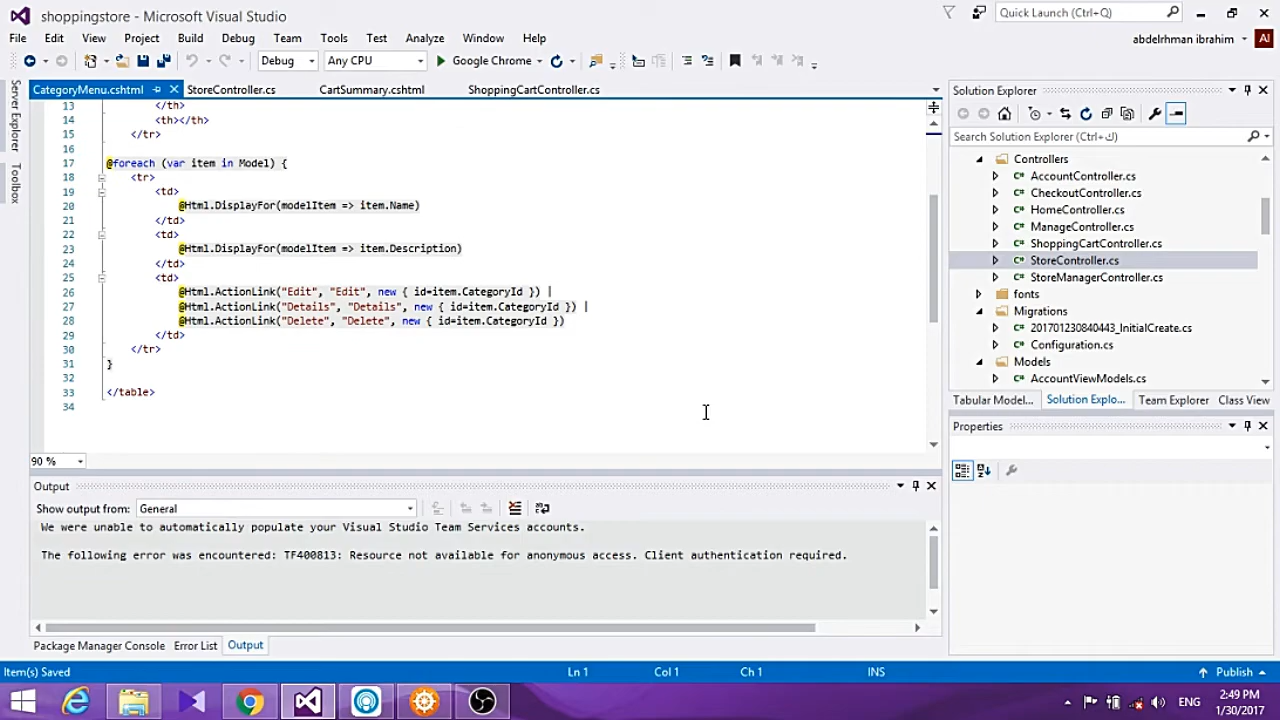 shoppingstore - Microsoft Visual Studio
Quick Launch (Ctrl+Q)
File Edit View Project Build Debug Team Tools Test Analyze Window Help
abdelrhman ibrahim AI
Debug Any CPU Google Chrome
Server Explorer
Toolbox
CategoryMenu.cshtml StoreController.cs CartSummary.cshtml ShoppingCartController.cs
13 </th>
14 <th></th>
15 </tr>
16
17 @foreach (var item in Model) {
18 <tr>
19 <td>
20 @Html.DisplayFor(modelItem => item.Name)
21 </td>
22 <td>
23 @Html.DisplayFor(modelItem => item.Description)
24 </td>
25 <td>
26 @Html.ActionLink("Edit", "Edit", new { id=item.CategoryId }) |
27 @Html.ActionLink("Details", "Details", new { id=item.CategoryId }) |
28 @Html.ActionLink("Delete", "Delete", new { id=item.CategoryId })
29 </td>
30 </tr>
31 }
32
33 </table>
34
90 %
Output
Show output from: General
We were unable to automatically populate your Visual Studio Team Services accounts.
The following error was encountered: TF400813: Resource not available for anonymous access. Client authentication required.
Package Manager Console Error List Output
Solution Explorer
Search Solution Explorer (Ctrl+ك)
Controllers
C# AccountController.cs
C# CheckoutController.cs
C# HomeController.cs
C# ManageController.cs
C# ShoppingCartController.cs
C# StoreController.cs
C# StoreManagerController.cs
fonts
Migrations
C# 201701230840443_InitialCreate.cs
C# Configuration.cs
Models
C# AccountViewModels.cs
Tabular Model... Solution Explo... Team Explorer Class View
Properties
Item(s) Saved Ln 1 Col 1 Ch 1 INS Publish
ENG
2:49 PM
1/30/2017